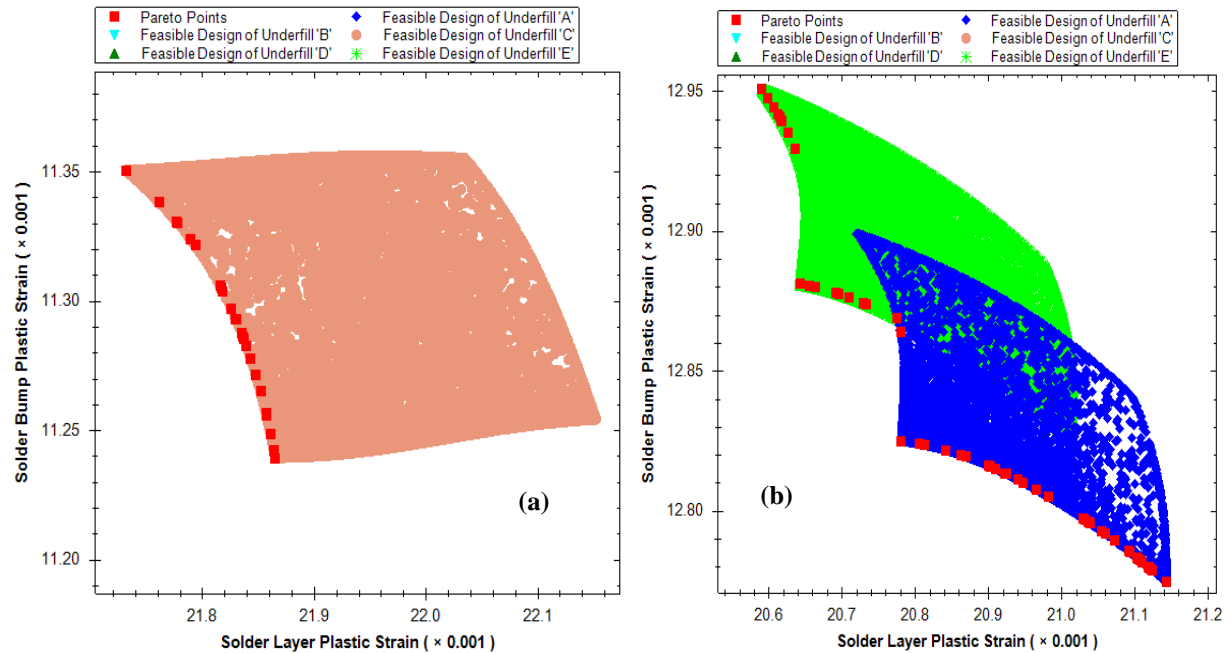 Pareto Points
Feasible Design of Underfill 'A'
Feasible Design of Underfill 'B'
Feasible Design of Underfill 'C'
Feasible Design of Underfill 'D'
Feasible Design of Underfill 'E'
Solder Bump Plastic Strain ( × 0.001 )
11.35
11.30
11.25
11.20
(a)
21.8 21.9 22.0 22.1
Solder Layer Plastic Strain ( × 0.001 )
Pareto Points
Feasible Design of Underfill 'A'
Feasible Design of Underfill 'B'
Feasible Design of Underfill 'C'
Feasible Design of Underfill 'D'
Feasible Design of Underfill 'E'
Solder Bump Plastic Strain ( × 0.001 )
12.95
12.90
12.85
12.80
(b)
20.6 20.7 20.8 20.9 21.0 21.1 21.2
Solder Layer Plastic Strain ( × 0.001 )